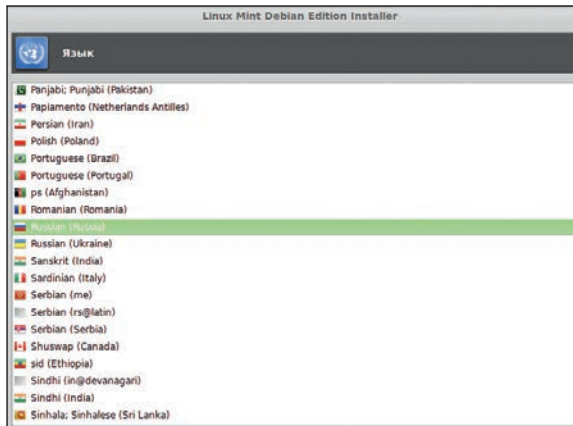 Linux Mint Debian Edition Installer
Язык
Panjabi; Punjabi (Pakistan)
Papiamento (Netherlands Antilles)
Persian (Iran)
Polish (Poland)
Portuguese (Brazil)
Portuguese (Portugal)
ps (Afghanistan)
Romanian (Romania)
Russian (Russia)
Russian (Ukraine)
Sanskrit (India)
Sardinian (Italy)
Serbian (me)
Serbian (rs@latin)
Serbian (Serbia)
Shuswap (Canada)
sid (Ethiopia)
Sindhi (in@devanagari)
Sindhi (India)
Sinhala; Sinhalese (Sri Lanka)